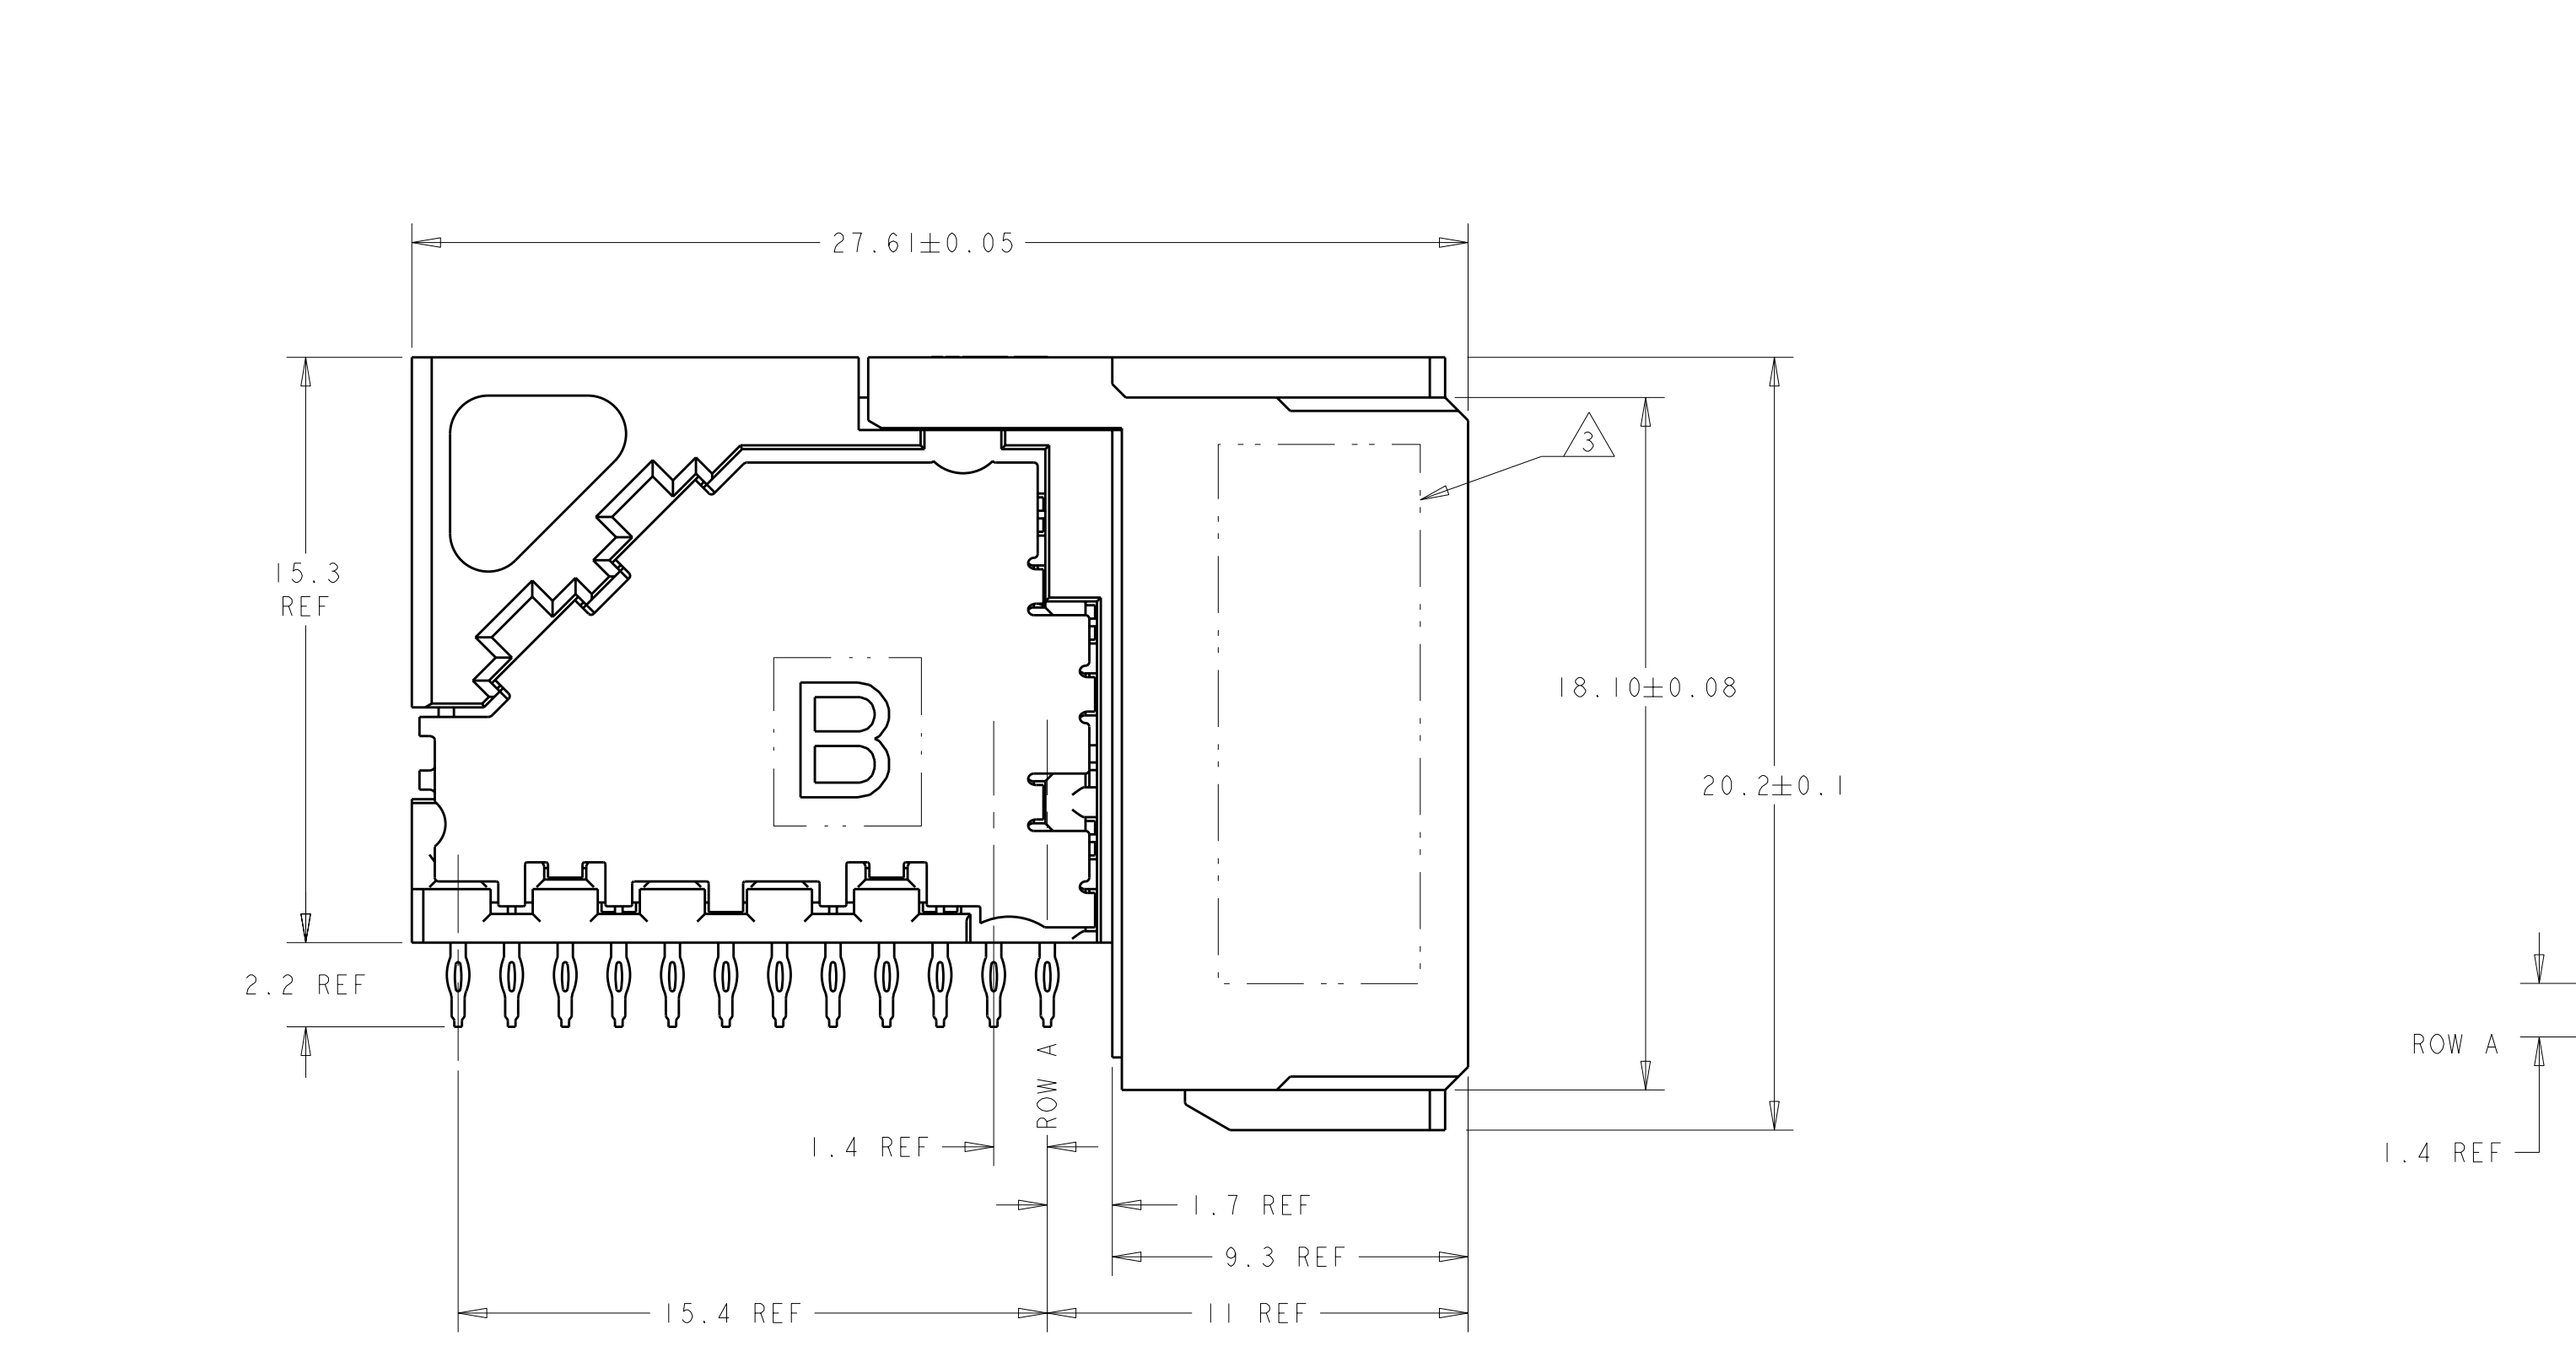 27.61±0.05
3
15.3
REF
B
18.10±0.08
20.2±0.1
2.2 REF
ROW A
ROW A
1.4 REF
1.4 REF
1.7 REF
9.3 REF
15.4 REF
11 REF